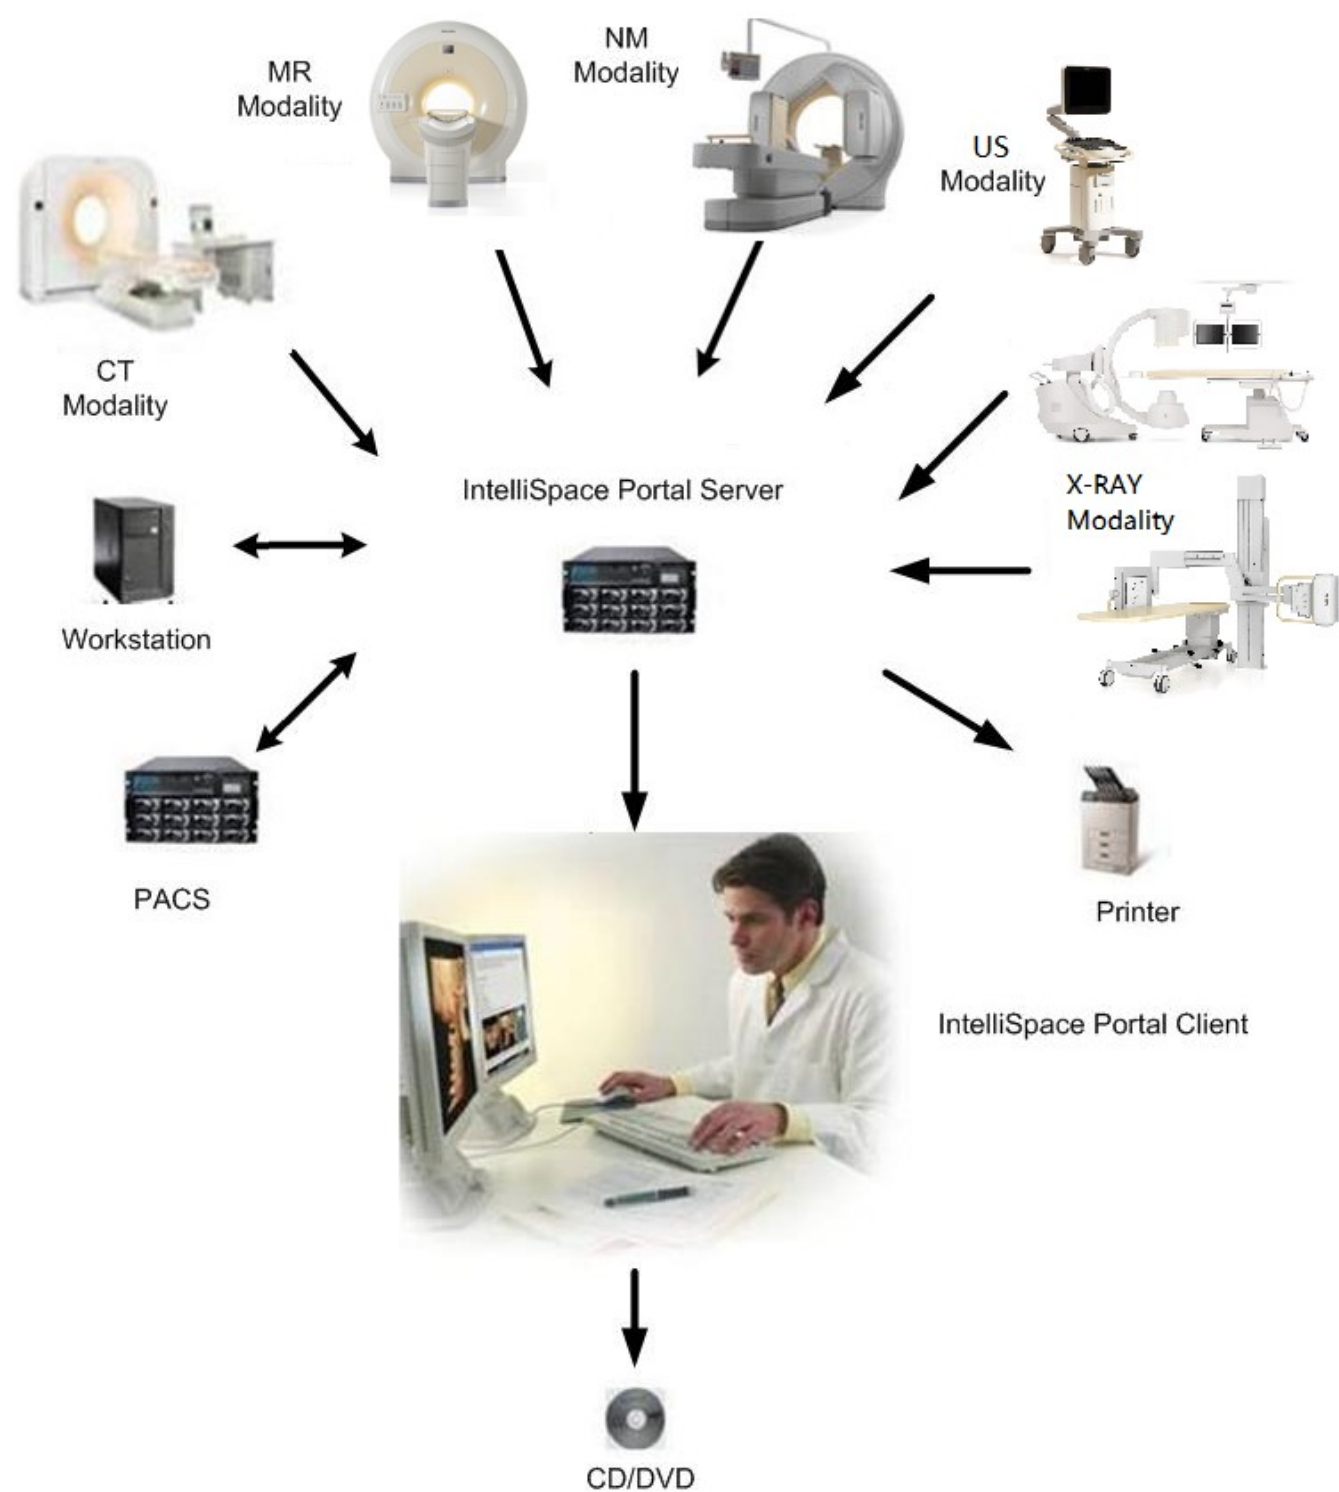 NM
Modality
MR
Modality
US
Modality
CT
Modality
IntelliSpace Portal Server
X-RAY
Modality
Workstation
PACS
Printer
IntelliSpace Portal Client
CD/DVD